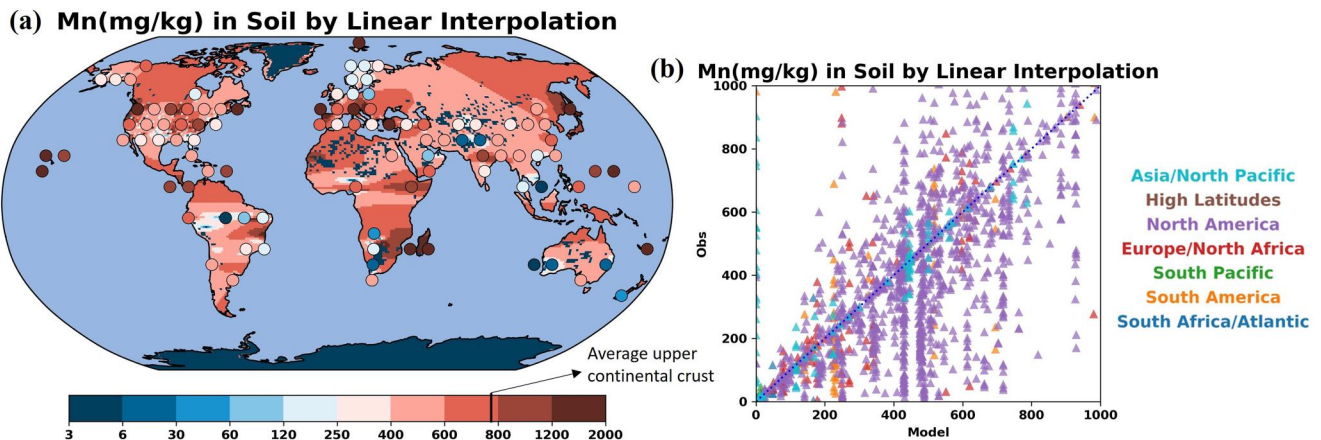 (a) Mn(mg/kg) in Soil by Linear Interpolation
Average upper
continental crust
3 6 30 60 120 250 400 600 800 1200 2000
(b) Mn(mg/kg) in Soil by Linear Interpolation
1000
800
600
400
200
0
Obs
0 200 400 600 800 1000
Model
Asia/North Pacific
High Latitudes
North America
Europe/North Africa
South Pacific
South America
South Africa/Atlantic